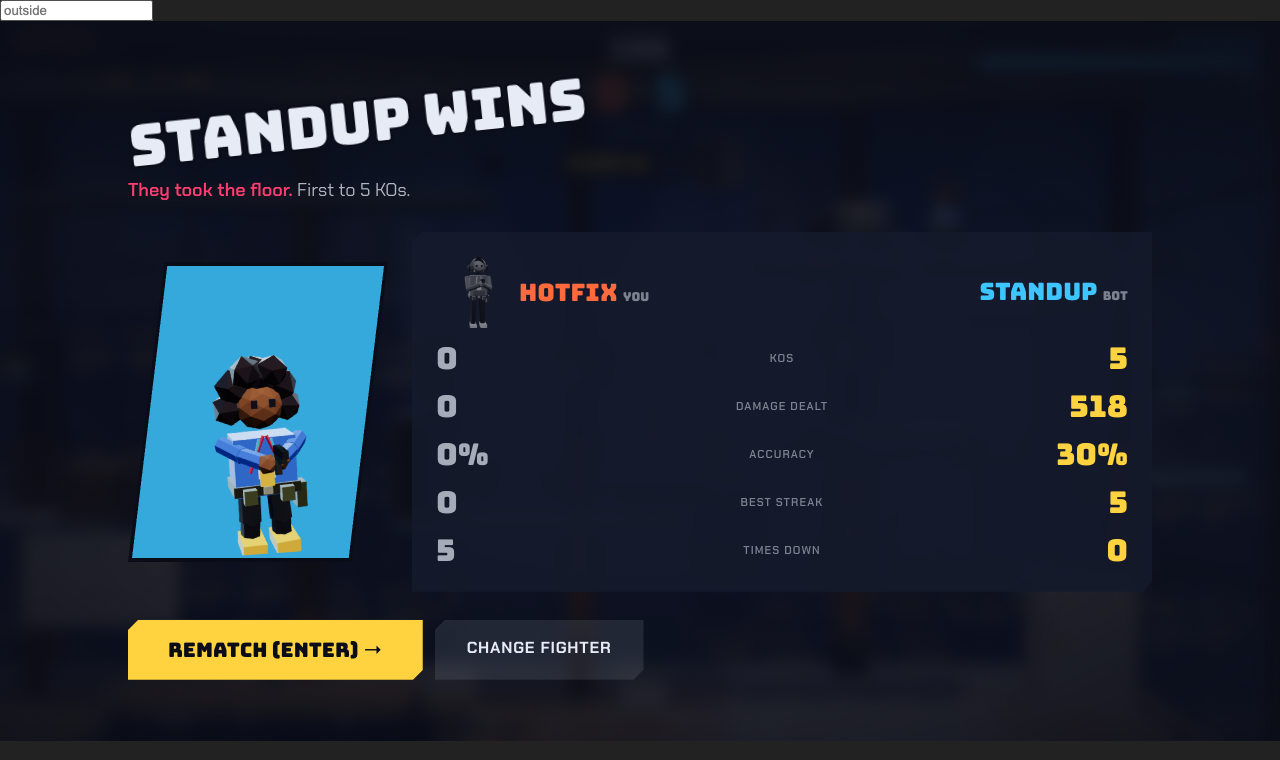 outside
STANDUP WINS
They took the floor. First to 5 KOs.
HOTFIX YOU
STANDUP BOT
0 KOS 5
0 DAMAGE DEALT 518
0% ACCURACY 30%
0 BEST STREAK 5
5 TIMES DOWN 0
REMATCH (ENTER) →
CHANGE FIGHTER